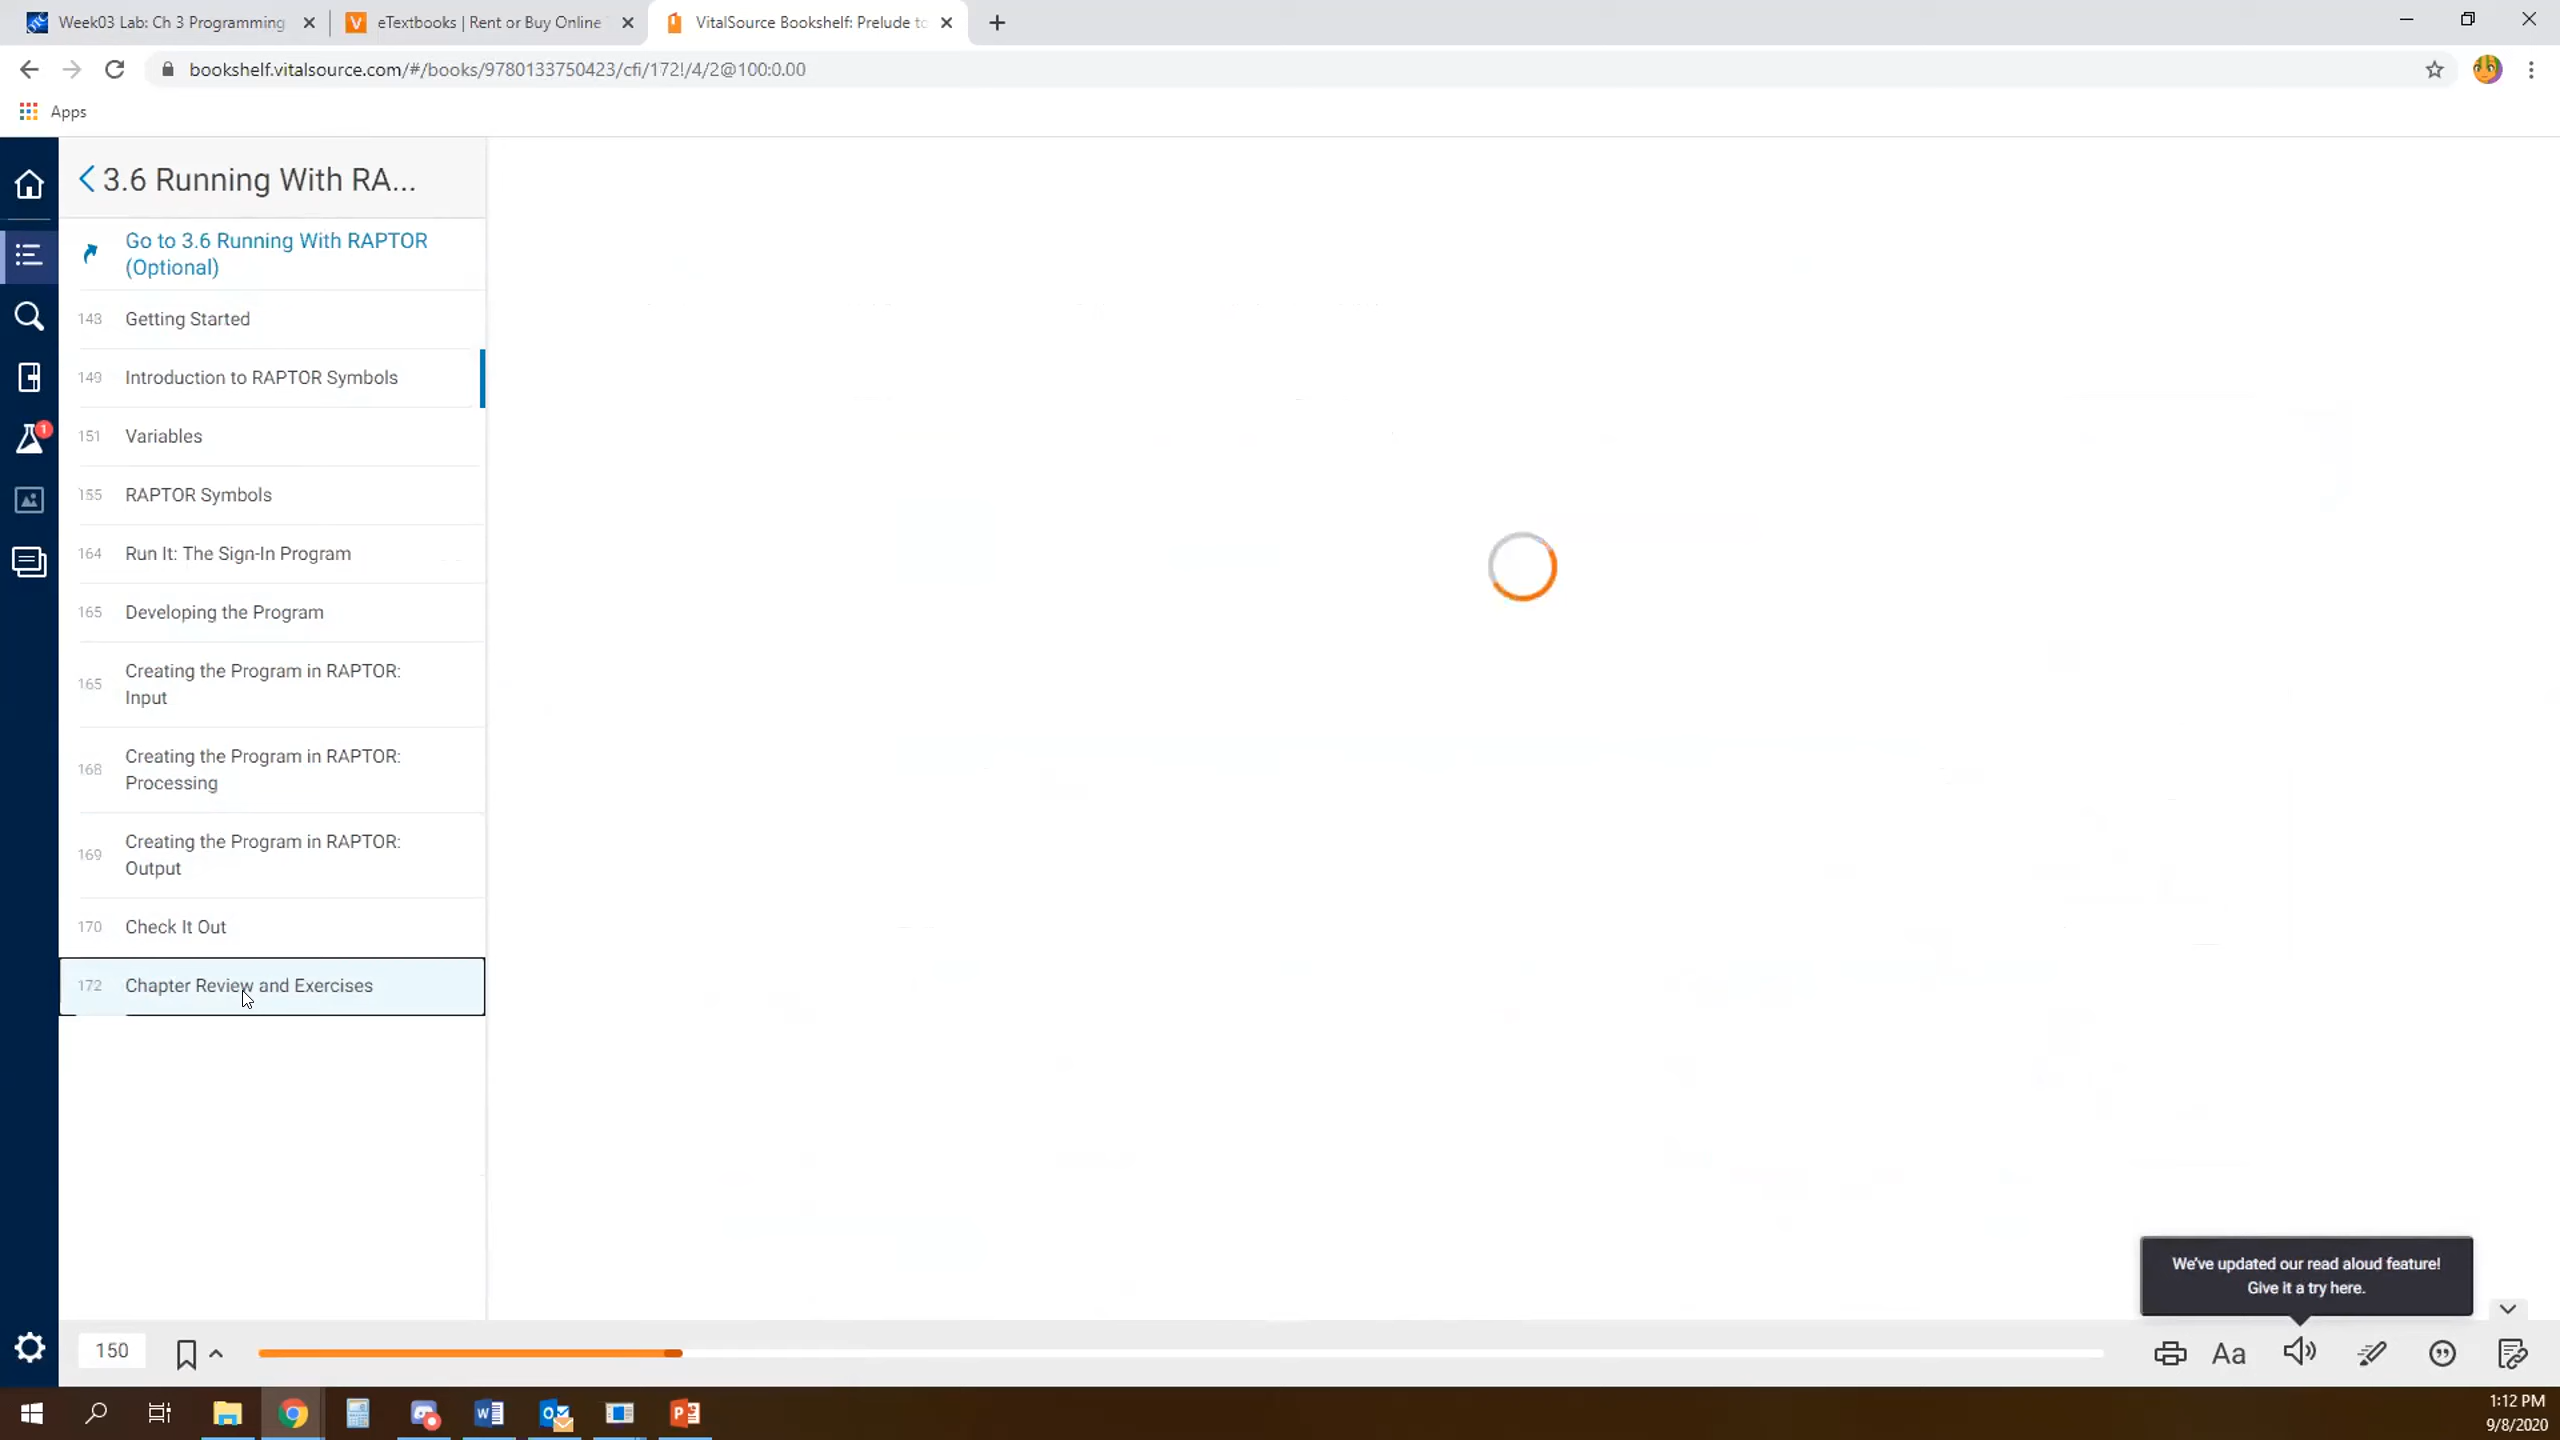 Week03 Lab: Ch 3 Programming
eTextbooks | Rent or Buy Online
VitalSource Bookshelf: Prelude to
bookshelf.vitalsource.com/#/books/9780133750423/cfi/172!/4/2@100:0.00
Apps
3.6 Running With RA...
Go to 3.6 Running With RAPTOR
(Optional)
148 Getting Started
149 Introduction to RAPTOR Symbols
151 Variables
155 RAPTOR Symbols
164 Run It: The Sign-In Program
165 Developing the Program
165 Creating the Program in RAPTOR:
Input
168 Creating the Program in RAPTOR:
Processing
169 Creating the Program in RAPTOR:
Output
170 Check It Out
172 Chapter Review and Exercises
1
We've updated our read aloud feature!
Give it a try here.
150
Aa
1:12 PM
9/8/2020